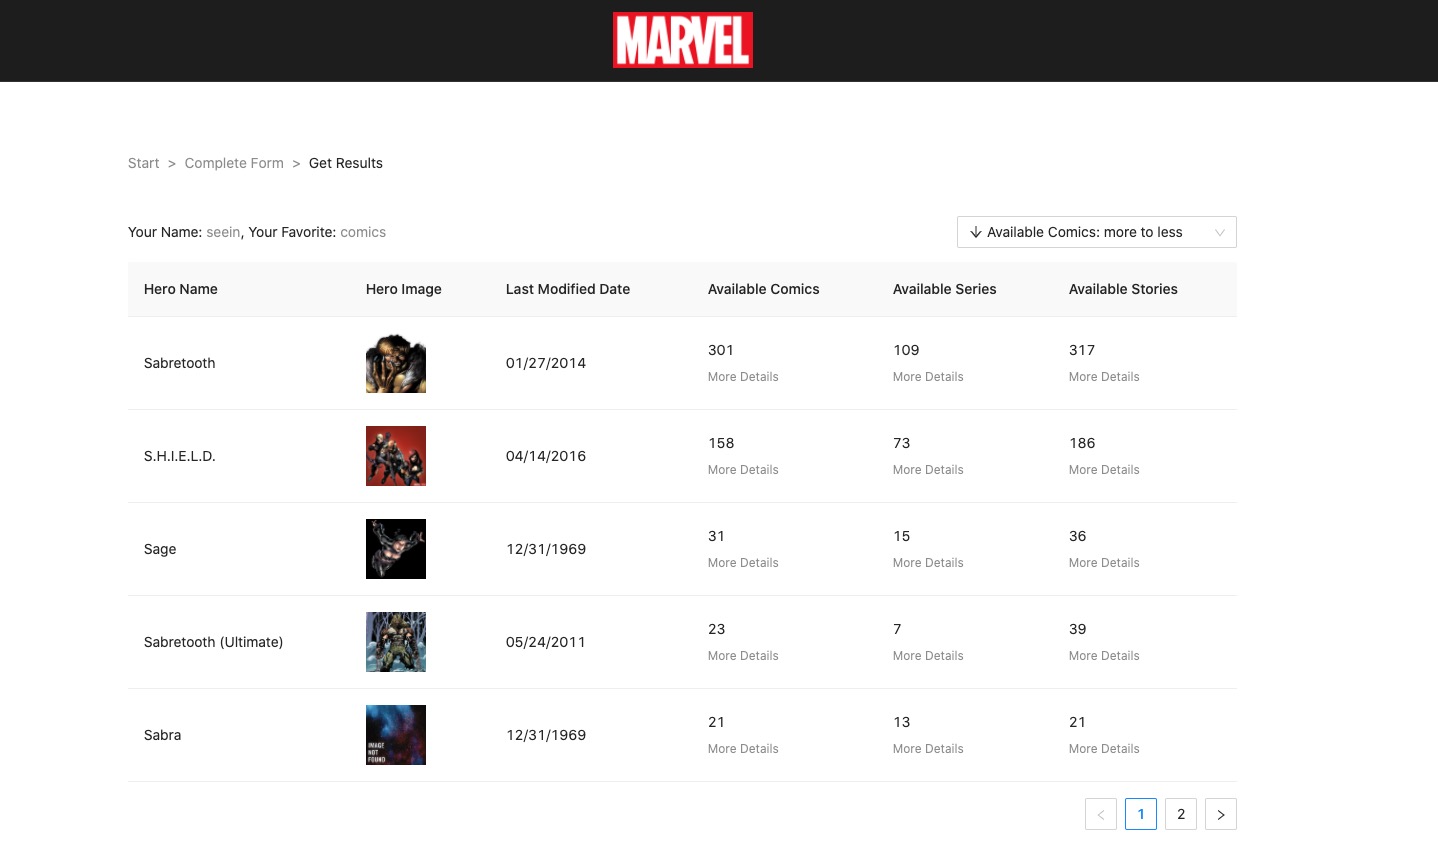 MARVEL
Start > Complete Form > Get Results
Your Name: seein, Your Favorite: comics
Available Comics: more to less
Hero Name Hero Image Last Modified Date Available Comics Available Series Available Stories
Sabretooth 01/27/2014 301 109 317
More Details More Details More Details
S.H.I.E.L.D. 04/14/2016 158 73 186
More Details More Details More Details
Sage 12/31/1969 31 15 36
More Details More Details More Details
Sabretooth (Ultimate) 05/24/2011 23 7 39
More Details More Details More Details
Sabra 12/31/1969 21 13 21
More Details More Details More Details
IMAGE
NOT
FOUND
< 1 2 >